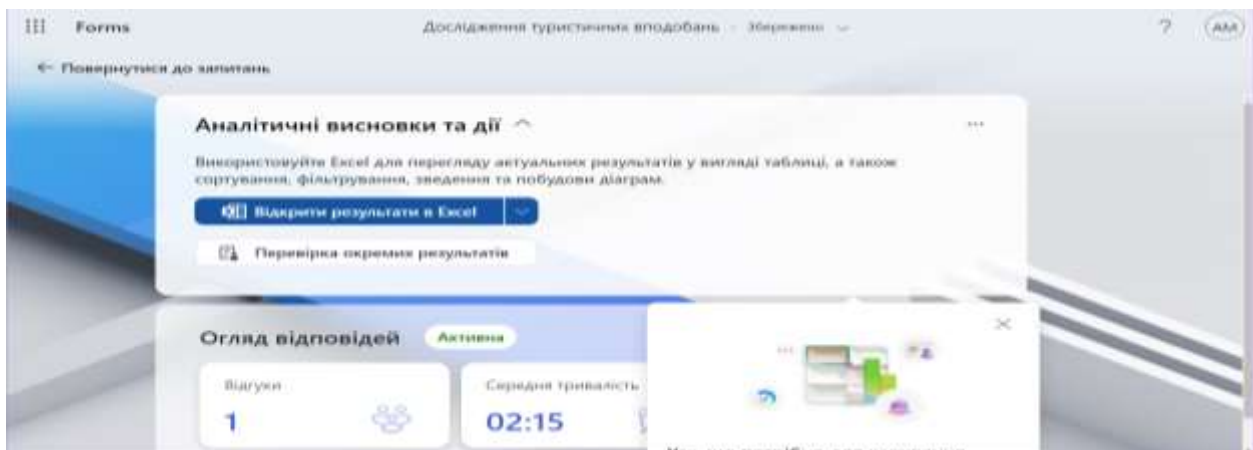 Forms
Дослідження туристичних вподобань - Збережено
?
АМ
← Повернутися до запитань
Аналітичні висновки та дії
...
Використовуйте Excel для перегляду актуальних результатів у вигляді таблиці, а також
сортування, фільтрування, зведення та побудови діаграм.
Відкрити результати в Excel
Перевірка окремих результатів
Огляд відповідей
Активна
Відгуки
1
Середня тривалість
02:15